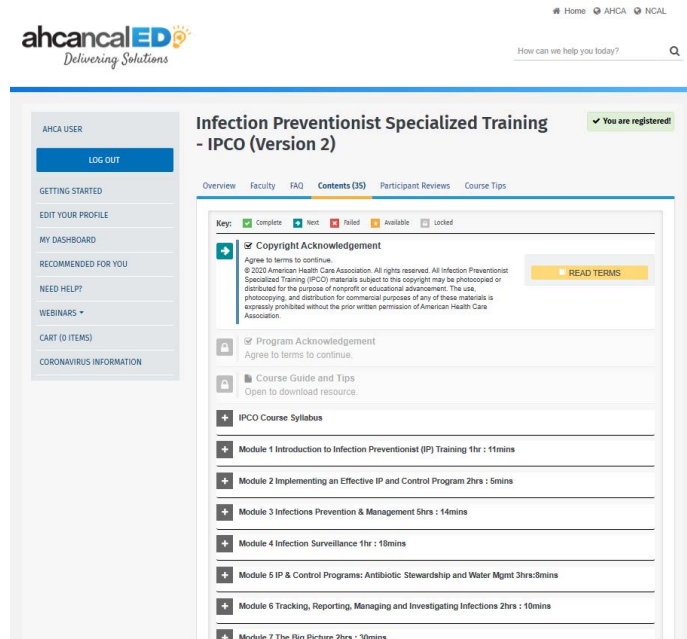 Home AHCA NCAL
ahcancalED
Delivering Solutions
How can we help you today?
AHCA USER
LOG OUT
GETTING STARTED
EDIT YOUR PROFILE
MY DASHBOARD
RECOMMENDED FOR YOU
NEED HELP?
WEBINARS
CART (0 ITEMS)
CORONAVIRUS INFORMATION
Infection Preventionist Specialized Training
- IPCO (Version 2)
You are registered!
Overview Faculty FAQ Contents (35) Participant Reviews Course Tips
Key: Complete Next Failed Available Locked
Copyright Acknowledgement
Agree to terms to continue.
© 2020 American Health Care Association. All rights reserved. All Infection Preventionist
Specialized Training (IPCO) materials subject to this copyright may be photocopied or
distributed for the purpose of nonprofit or educational advancement. The use,
photocopying, and distribution for commercial purposes of any of these materials is
expressly prohibited without the prior written permission of American Health Care
Association.
READ TERMS
Program Acknowledgement
Agree to terms to continue.
Course Guide and Tips
Open to download resource.
IPCO Course Syllabus
Module 1 Introduction to Infection Preventionist (IP) Training 1hr : 11mins
Module 2 Implementing an Effective IP and Control Program 2hrs : 5mins
Module 3 Infections Prevention & Management 5hrs : 14mins
Module 4 Infection Surveillance 1hr : 18mins
Module 5 IP & Control Programs: Antibiotic Stewardship and Water Mgmt 3hrs:8mins
Module 6 Tracking, Reporting, Managing and Investigating Infections 2hrs : 10mins
Module 7 The Big Picture 2hrs : 30mins